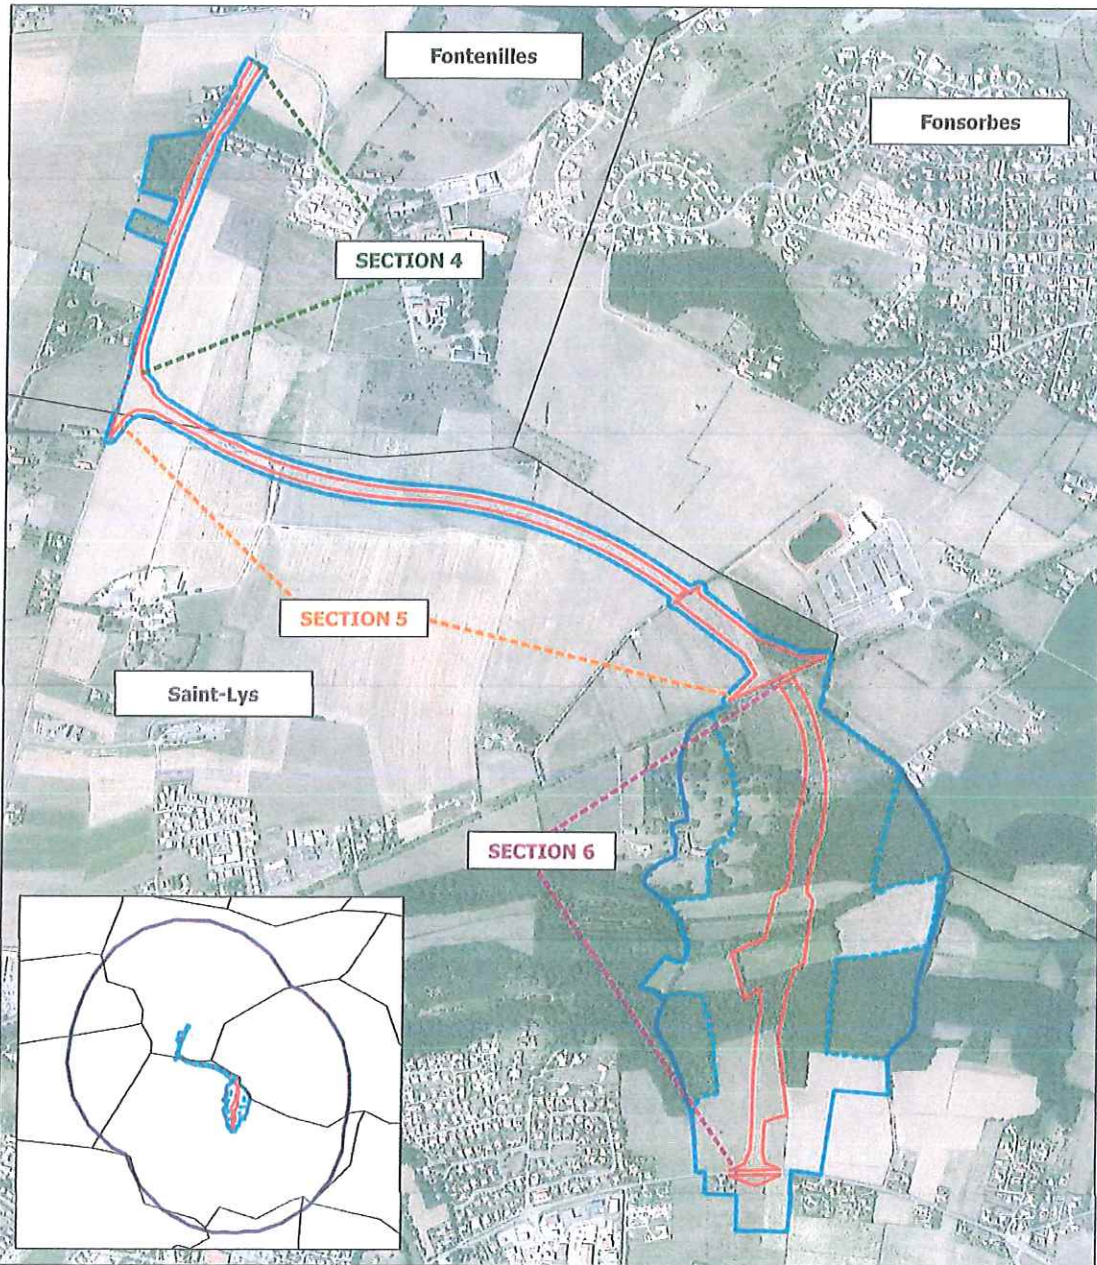 Fontenilles
Fonsorbes
SECTION 4
SECTION 5
Saint-Lys
SECTION 6